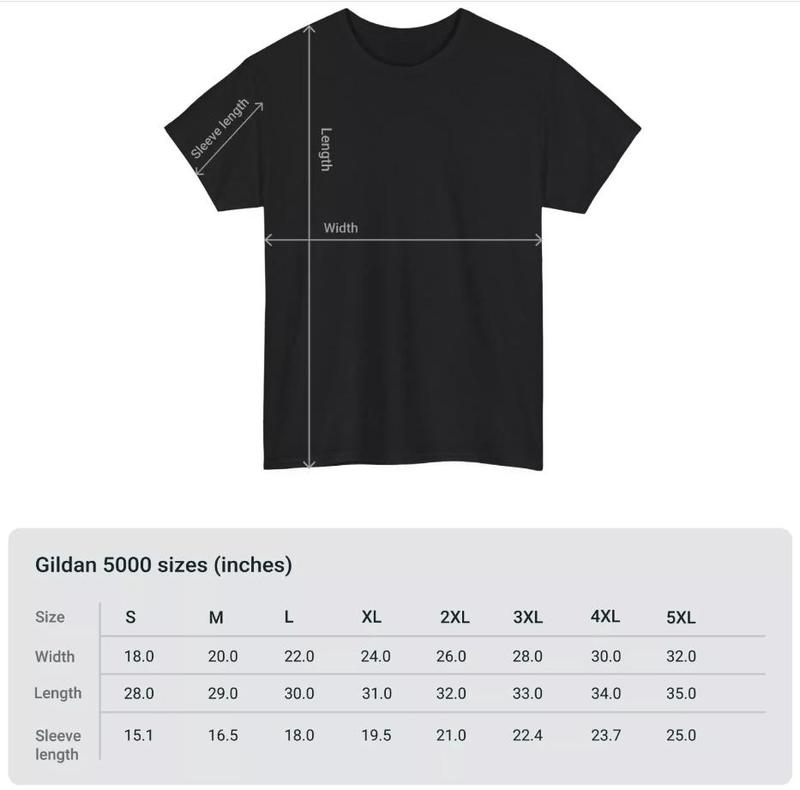 Sleeve length
Length
Width
Gildan 5000 sizes (inches)
Size S M L XL 2XL 3XL 4XL 5XL
Width 18.0 20.0 22.0 24.0 26.0 28.0 30.0 32.0
Length 28.0 29.0 30.0 31.0 32.0 33.0 34.0 35.0
Sleeve 15.1 16.5 18.0 19.5 21.0 22.4 23.7 25.0
length